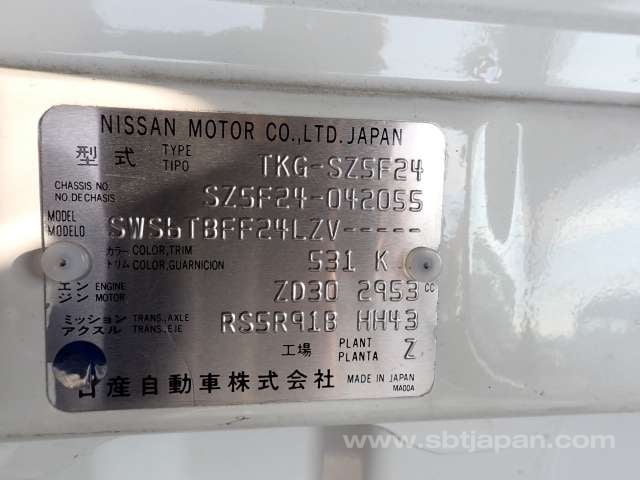 NISSAN MOTOR CO.,LTD. JAPAN
型式 TYPE TIPO TKG-SZ5F24
CHASSIS NO. NO.DE CHASIS SZ5F24-042055
MODEL MODELO SWS6TBFF24LZV-----
カラー COLOR,TRIM トリム COLOR,GUARNICION 531 K
エンジン ENGINE MOTOR ZD30 2953 CC
ミッション TRANS.,AXLE アクスル TRANS.,EJE RS5R91B HH43
工場 PLANT PLANTA Z
日産自動車株式会社 MADE IN JAPAN
MA00A
www.sbtjapan.com